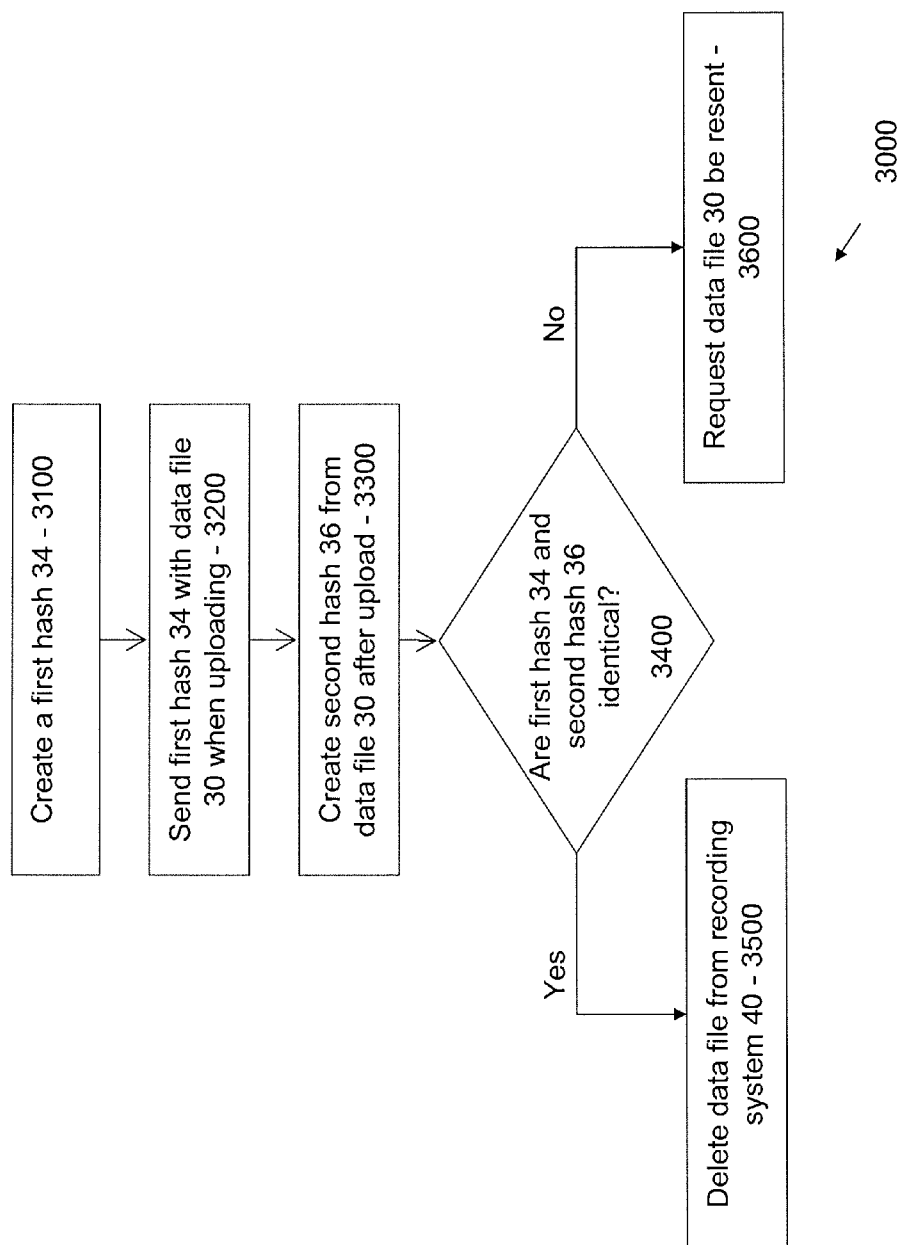 Create a first hash 34 - 3100
Send first hash 34 with data file
30 when uploading - 3200
Create second hash 36 from
data file 30 after upload - 3300
Are first hash 34 and
second hash 36
identical?
3400
Yes
No
Delete data file from recording
system 40 - 3500
Request data file 30 be resent -
3600
3000